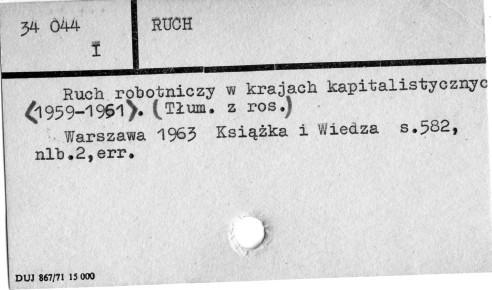 34 044
I
RUCH
Ruch robotniczy w krajach kapitalistycznyc
<1959-1961>. (Tłum. z ros.)
Warszawa 1963 Książka i Wiedza s.582,
nlb.2,err.
DUJ 867/71 15 000